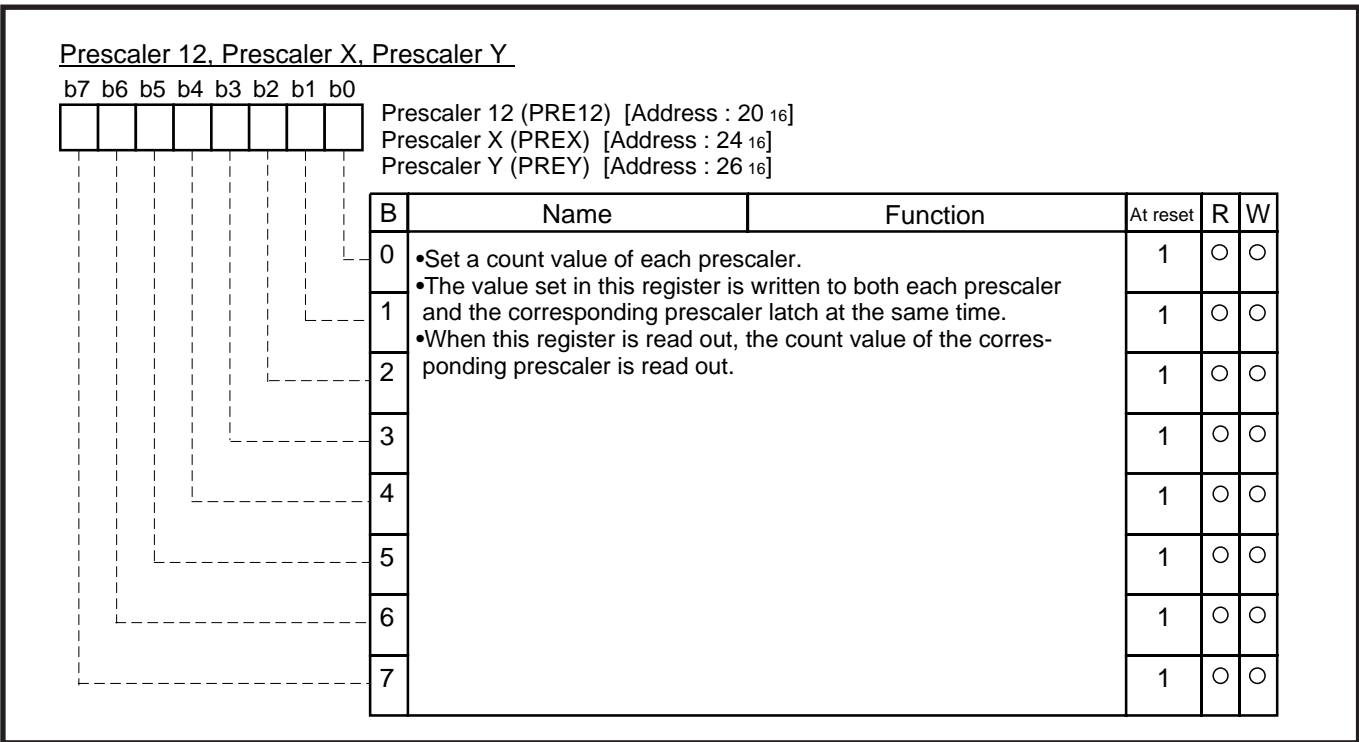 Prescaler 12, Prescaler X, Prescaler Y
b7 b6 b5 b4 b3 b2 b1 b0
Prescaler 12 (PRE12) [Address : 20 16]
Prescaler X (PREX) [Address : 24 16]
Prescaler Y (PREY) [Address : 26 16]
B Name Function At reset R W
0 •Set a count value of each prescaler. 1 ○ ○
•The value set in this register is written to both each prescaler
1 and the corresponding prescaler latch at the same time. 1 ○ ○
•When this register is read out, the count value of the corres-
2 ponding prescaler is read out. 1 ○ ○
3 1 ○ ○
4 1 ○ ○
5 1 ○ ○
6 1 ○ ○
7 1 ○ ○